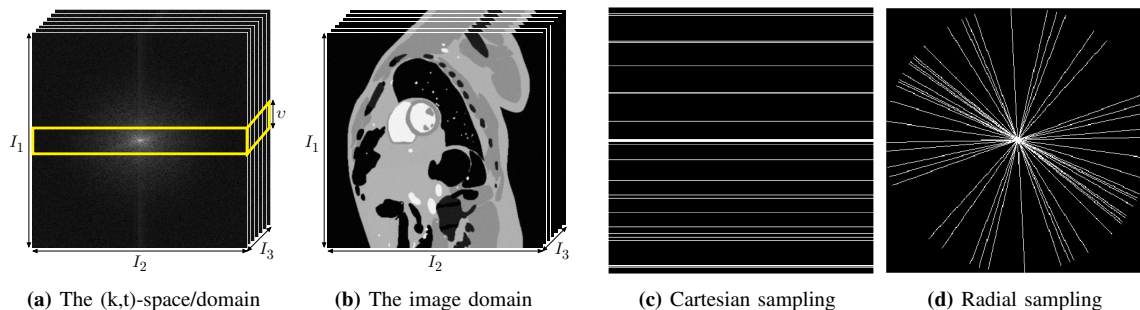 I₁
v
I₂
I₃
I₁
I₂
I₃
(a) The (k,t)-space/domain
(b) The image domain
(c) Cartesian sampling
(d) Radial sampling